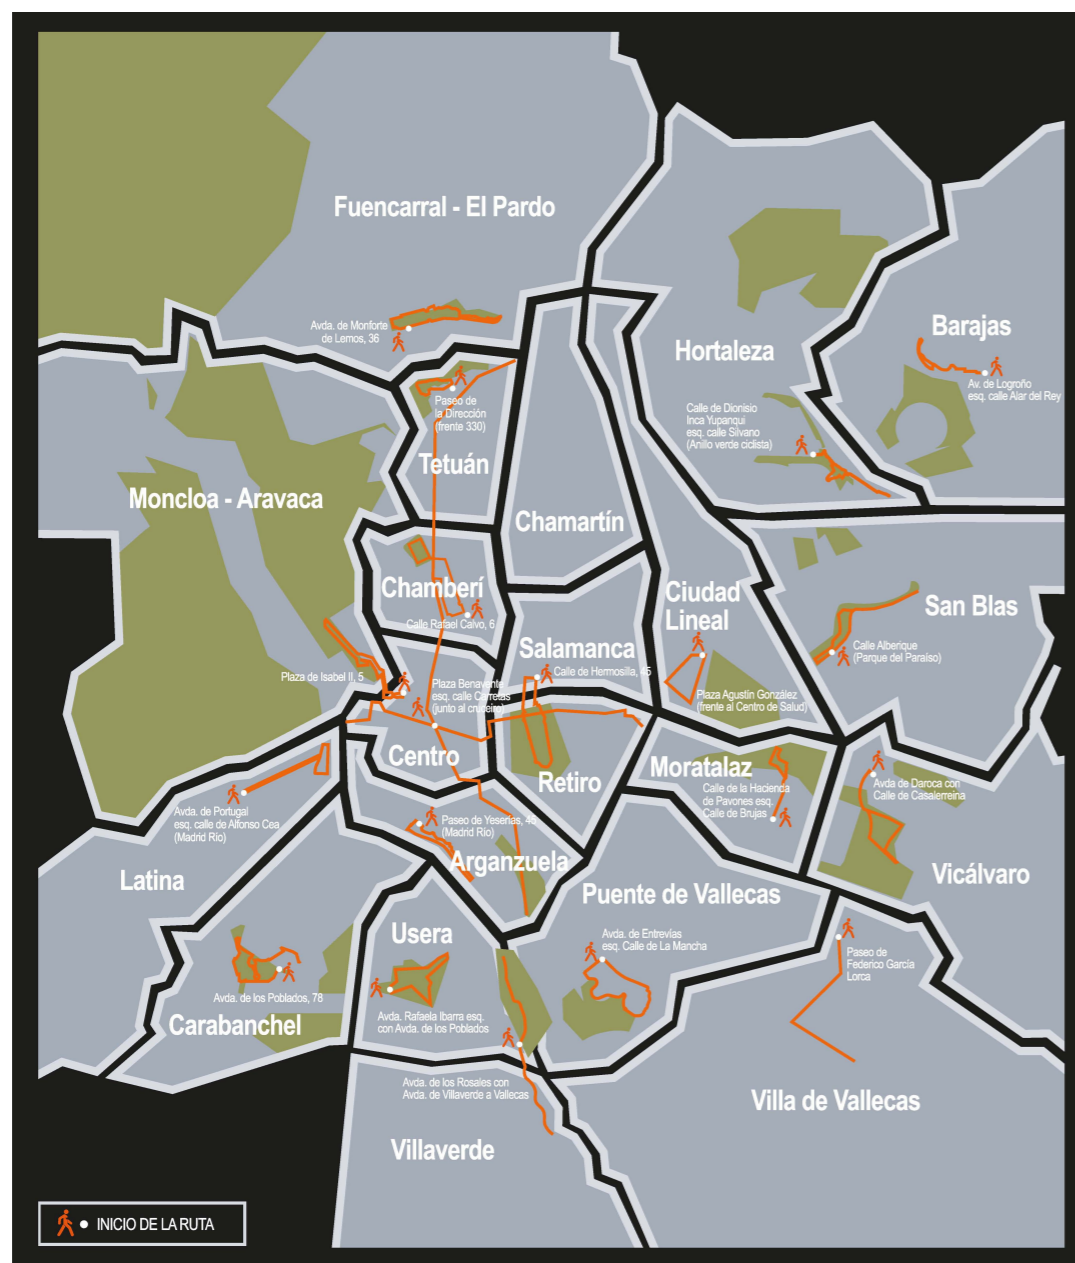 Fuencarral - El Pardo
Avda. de Monforte
de Lemos, 36
Barajas
Hortaleza
Av. de Logroño
esq. calle Alar del Rey
Paseo de
la Dirección
(frente 330)
Calle de Dionisio
Inca Yupanqui
esq. calle Silvano
(Anillo verde ciclista)
Tetuán
Moncloa - Aravaca
Chamartín
Chamberí
Calle Rafael Calvo, 6
Ciudad
Lineal
San Blas
Salamanca
Calle de Hermosilla, 45
Calle Alberique
(Parque del Paraíso)
Plaza de Isabel II, 5
Plaza Benavente
esq. calle Carretas
(junto al crucero)
Plaza Agustín González
(frente al Centro de Salud)
Centro
Retiro
Moratalaz
Calle de la Hacienda
de Pavones esq.
Calle de Brujas
Avda de Daroca con
Calle de Casalarreina
Avda. de Portugal
esq. calle de Alfonso Cea
(Madrid Río)
Paseo de Yeserías, 45
(Madrid Río)
Arganzuela
Latina
Vicálvaro
Puente de Vallecas
Usera
Avda. de Entrevías
esq. Calle de La Mancha
Paseo de
Federico García
Lorca
Avda. de los Poblados, 78
Carabanchel
Avda. Rafaela Ibarra esq.
con Avda. de los Poblados
Avda. de los Rosales con
Avda. de Villaverde a Vallecas
Villa de Vallecas
Villaverde
INICIO DE LA RUTA